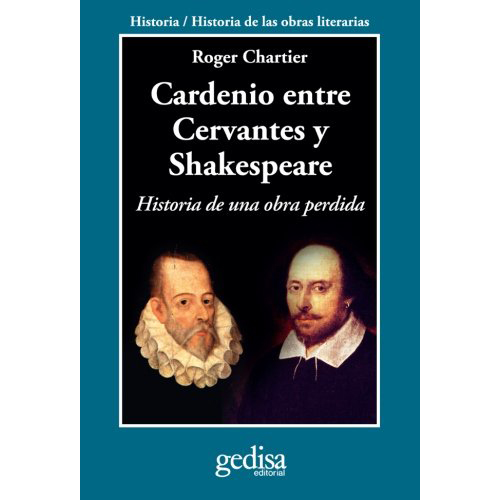 Historia / Historia de las obras literarias
Roger Chartier
Cardenio entre
Cervantes y
Shakespeare
Historia de una obra perdida
gedisa
editorial